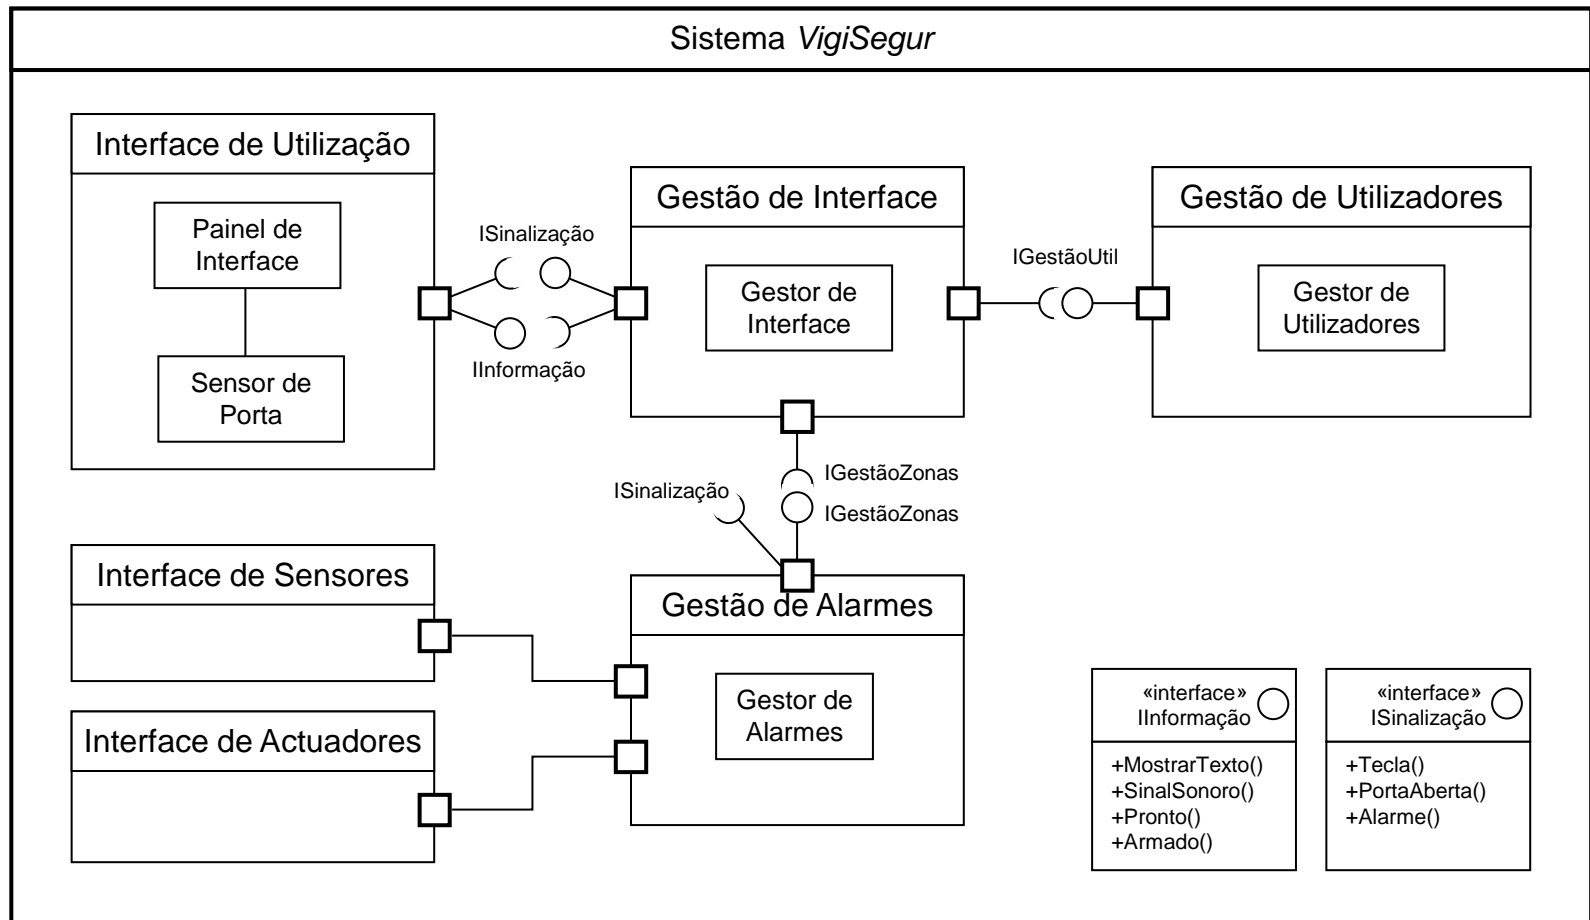 Sistema VigiSegur
Interface de Utilização
Painel de
Interface
Sensor de
Porta
ISinalização
IInformação
Gestão de Interface
Gestor de
Interface
IGestãoUtil
Gestão de Utilizadores
Gestor de
Utilizadores
ISinalização
IGestãoZonas
IGestãoZonas
Interface de Sensores
Interface de Actuadores
Gestão de Alarmes
Gestor de
Alarmes
«interface»
IInformação
+MostrarTexto()
+SinalSonoro()
+Pronto()
+Armado()
«interface»
ISinalização
+Tecla()
+PortaAberta()
+Alarme()